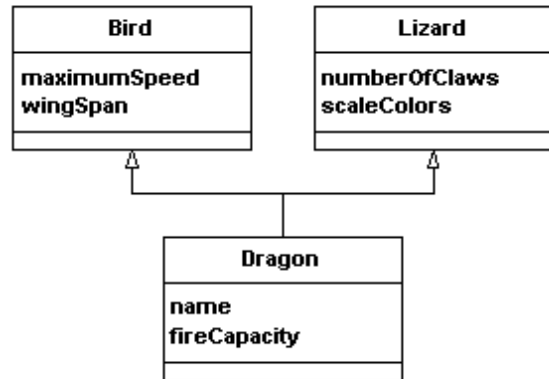 Bird
maximumSpeed
wingSpan
Lizard
numberOfClaws
scaleColors
Dragon
name
fireCapacity